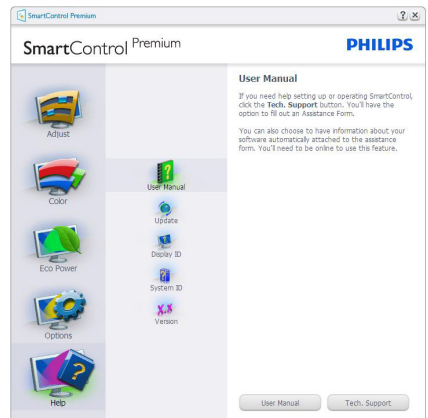 SmartControl Premium
? X
SmartControl Premium
PHILIPS
Adjust
Color
Eco Power
Options
? Help
? User Manual
Update
Display ID
System ID
X.X
Version
User Manual
If you need help setting up or operating SmartControl,
click the Tech. Support button. You'll have the
option to fill out an Assistance Form.
You can also choose to have information about your
software automatically attached to the assistance
form. You'll need to be online to use this feature.
User Manual
Tech. Support